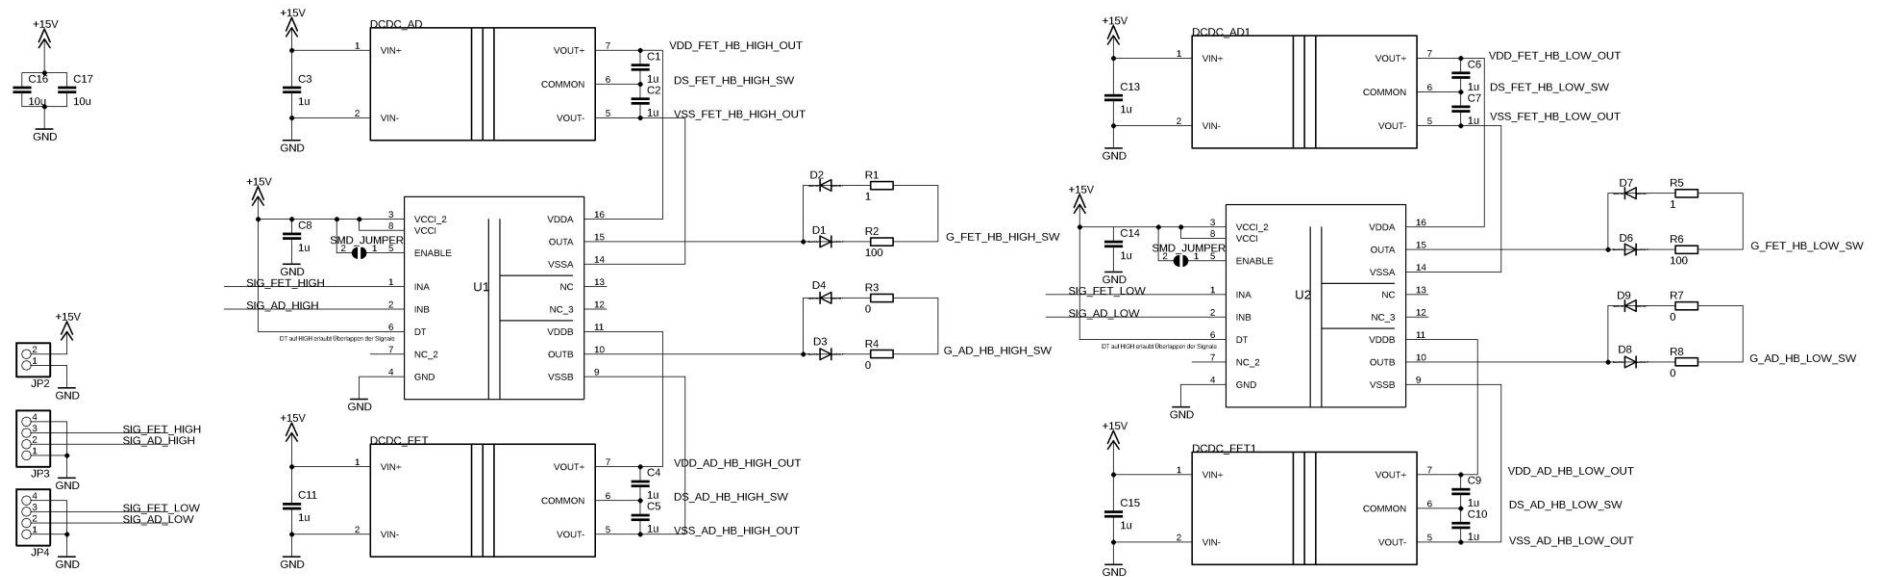 +15V
C16
10u
C17
10u
GND
+15V
2
1
JP2
GND
4
3
2
1
JP3
SIG_FET_HIGH
SIG_AD_HIGH
GND
4
3
2
1
JP4
SIG_FET_LOW
SIG_AD_LOW
GND
+15V
DCDC_AD
1
VIN+
VOUT+
7
VDD_FET_HB_HIGH_OUT
C1
1u
C3
1u
COMMON
6
DS_FET_HB_HIGH_SW
C2
1u
2
VIN-
VOUT-
5
VSS_FET_HB_HIGH_OUT
GND
+15V
C8
1u
GND
SMD_JUMPER
2
1
3
VCCI_2
8
VCCI
5
ENABLE
SIG_FET_HIGH
1
INA
SIG_AD_HIGH
2
INB
6
DT
DT auf HIGH erlaubt Überlappen der Signale
7
NC_2
4
GND
GND
U1
VDDA
16
OUTA
15
VSSA
14
NC
13
NC_3
12
VDDB
11
OUTB
10
VSSB
9
D2
R1
1
D1
R2
100
G_FET_HB_HIGH_SW
D4
R3
0
D3
R4
0
G_AD_HB_HIGH_SW
+15V
DCDC_FET
1
VIN+
VOUT+
7
VDD_AD_HB_HIGH_OUT
C4
1u
C11
1u
COMMON
6
DS_AD_HB_HIGH_SW
C5
1u
2
VIN-
VOUT-
5
VSS_AD_HB_HIGH_OUT
GND
+15V
DCDC_AD1
1
VIN+
VOUT+
7
VDD_FET_HB_LOW_OUT
C6
1u
C13
1u
COMMON
6
DS_FET_HB_LOW_SW
C7
1u
2
VIN-
VOUT-
5
VSS_FET_HB_LOW_OUT
GND
+15V
C14
1u
GND
SMD_JUMPER
2
1
3
VCCI_2
8
VCCI
5
ENABLE
SIG_FET_LOW
1
INA
SIG_AD_LOW
2
INB
6
DT
DT auf HIGH erlaubt Überlappen der Signale
7
NC_2
4
GND
GND
U2
VDDA
16
OUTA
15
VSSA
14
NC
13
NC_3
12
VDDB
11
OUTB
10
VSSB
9
D7
R5
1
D6
R6
100
G_FET_HB_LOW_SW
D9
R7
0
D8
R8
0
G_AD_HB_LOW_SW
+15V
DCDC_FET1
1
VIN+
VOUT+
7
VDD_AD_HB_LOW_OUT
C9
1u
C15
1u
COMMON
6
DS_AD_HB_LOW_SW
C10
1u
2
VIN-
VOUT-
5
VSS_AD_HB_LOW_OUT
GND